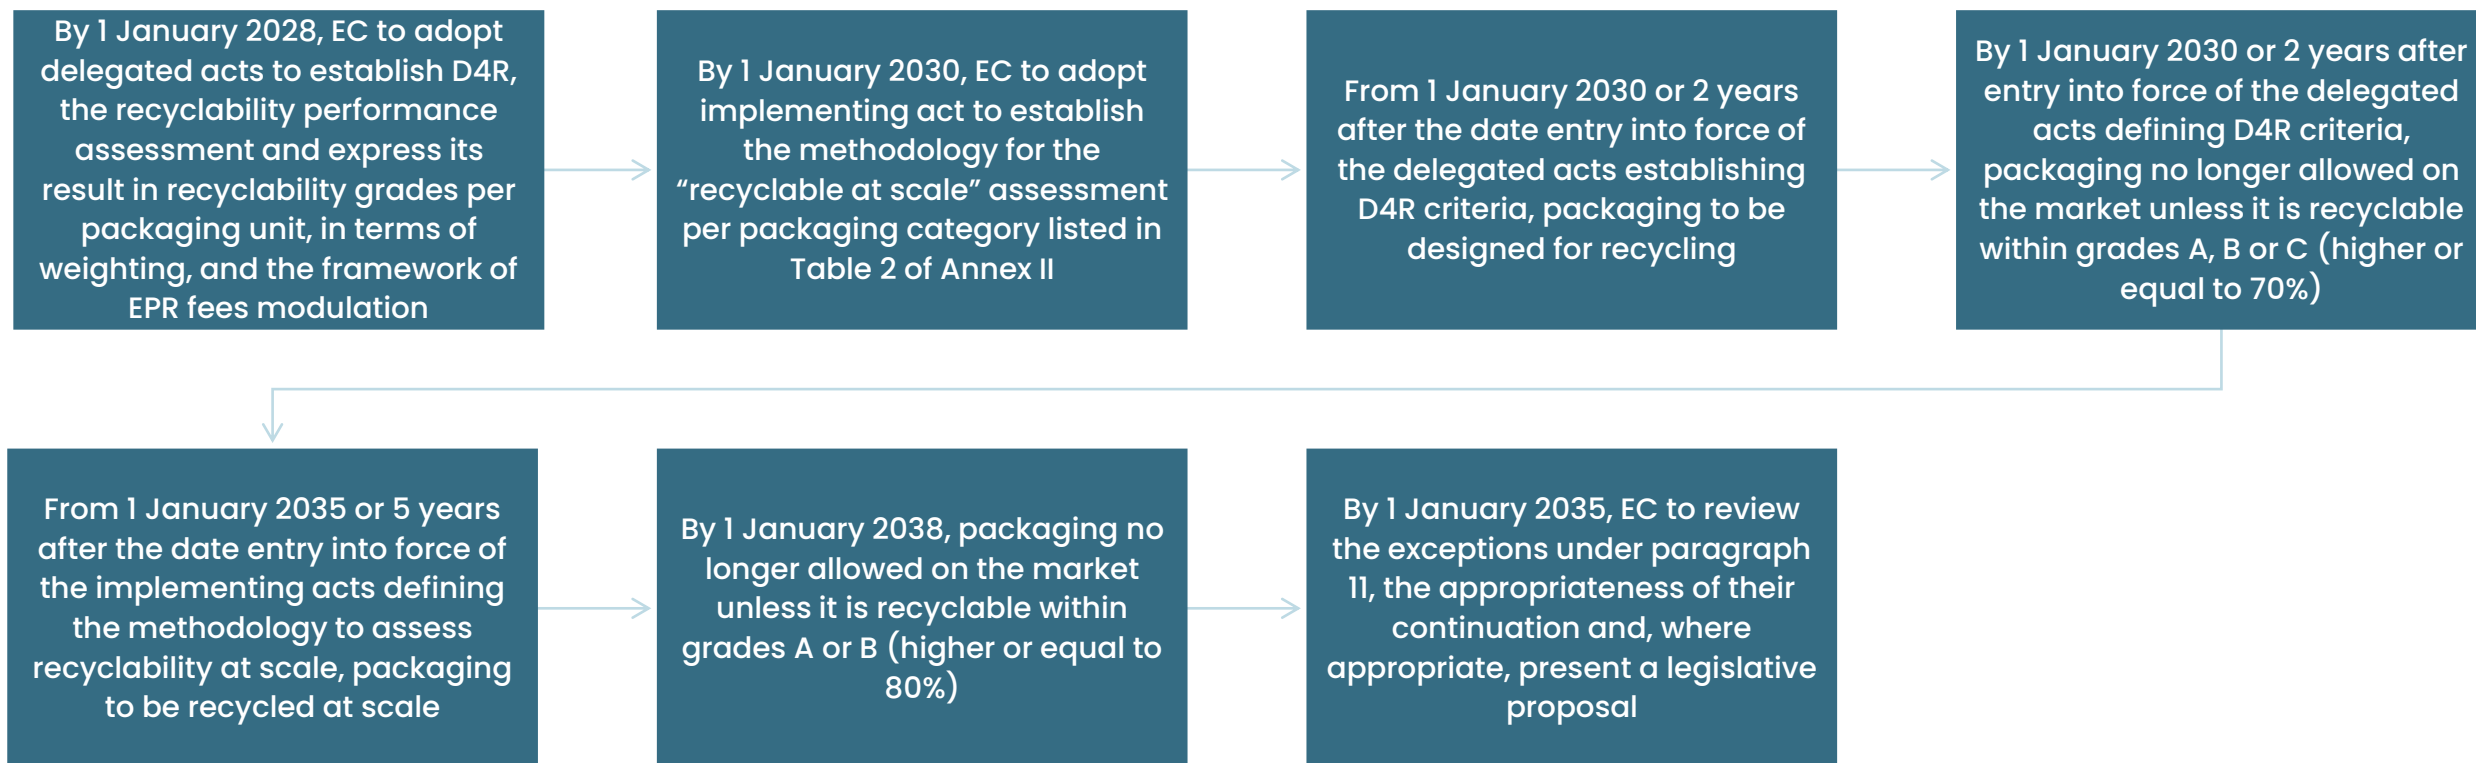 By 1 January 2028, EC to adopt
delegated acts to establish D4R,
the recyclability performance
assessment and express its
result in recyclability grades per
packaging unit, in terms of
weighting, and the framework of
EPR fees modulation
By 1 January 2030, EC to adopt
implementing act to establish
the methodology for the
“recyclable at scale” assessment
per packaging category listed in
Table 2 of Annex II
From 1 January 2030 or 2 years
after the date entry into force of
the delegated acts establishing
D4R criteria, packaging to be
designed for recycling
By 1 January 2030 or 2 years after
entry into force of the delegated
acts defining D4R criteria,
packaging no longer allowed on
the market unless it is recyclable
within grades A, B or C (higher or
equal to 70%)
From 1 January 2035 or 5 years
after the date entry into force of
the implementing acts defining
the methodology to assess
recyclability at scale, packaging
to be recycled at scale
By 1 January 2038, packaging no
longer allowed on the market
unless it is recyclable within
grades A or B (higher or equal to
80%)
By 1 January 2035, EC to review
the exceptions under paragraph
11, the appropriateness of their
continuation and, where
appropriate, present a legislative
proposal